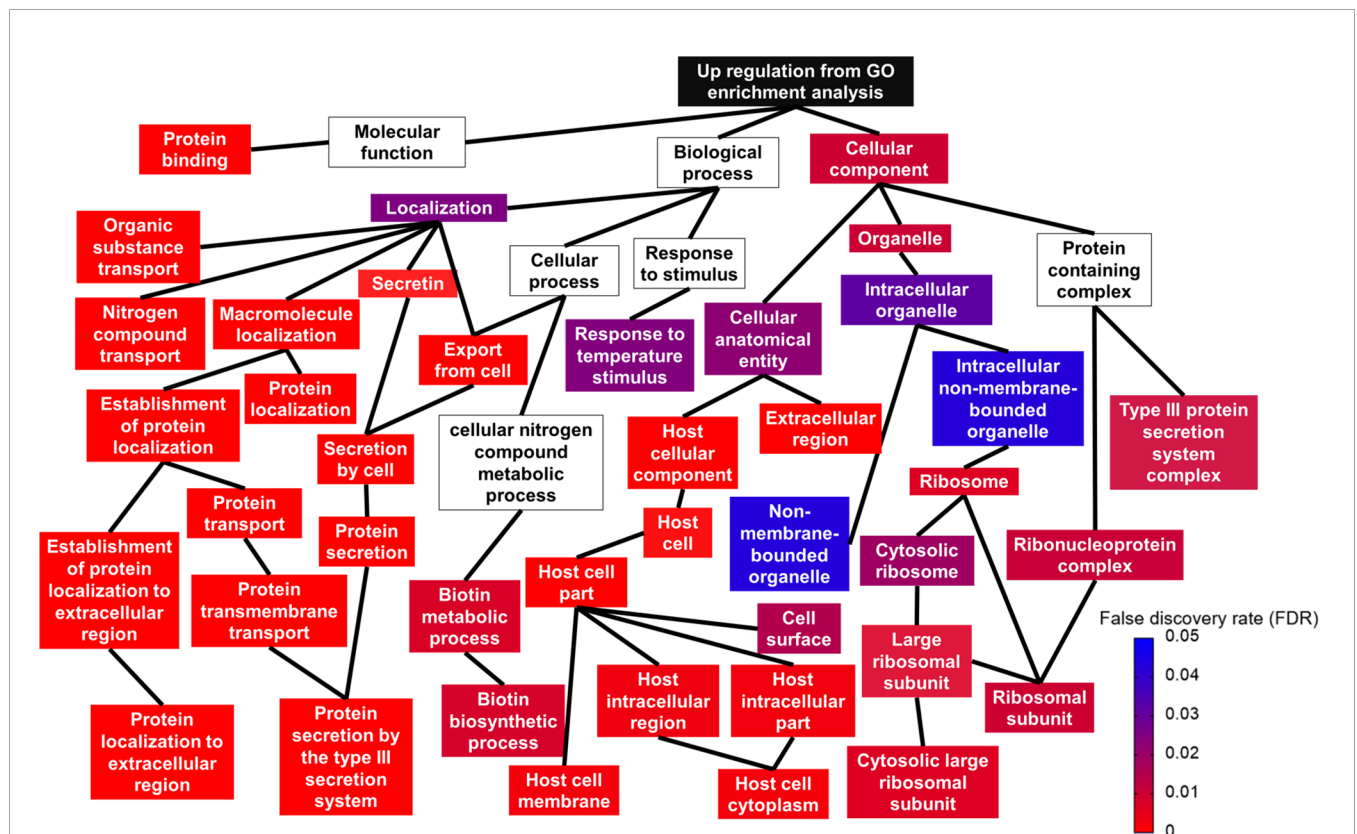 Up regulation from GO
enrichment analysis
Protein
binding
Molecular
function
Biological
process
Cellular
component
Localization
Organic
substance
transport
Response
to stimulus
Organelle
Protein
containing
complex
Cellular
process
Secretin
Nitrogen
compound
transport
Macromolecule
localization
Intracellular
organelle
Cellular
anatomical
entity
Response to
temperature
stimulus
Export
from cell
Intracellular
non-membrane-
bounded
organelle
Protein
localization
Establishment
of protein
localization
Extracellular
region
Type III protein
secretion
system
complex
cellular nitrogen
compound
metabolic
process
Host
cellular
component
Secretion
by cell
Ribosome
Protein
transport
Non-
membrane-
bounded
organelle
Host
cell
Protein
secretion
Establishment
of protein
localization to
extracellular
region
Cytosolic
ribosome
Ribonucleoprotein
complex
Host cell
part
Protein
transmembrane
transport
Biotin
metabolic
process
Cell
surface
Large
ribosomal
subunit
Host
intracellular
region
Host
intracellular
part
Ribosomal
subunit
Biotin
biosynthetic
process
Protein
localization to
extracellular
region
Protein
secretion by
the type III
secretion
system
Host cell
membrane
Host cell
cytoplasm
Cytosolic large
ribosomal
subunit
False discovery rate (FDR)
0.05
0.04
0.03
0.02
0.01
0